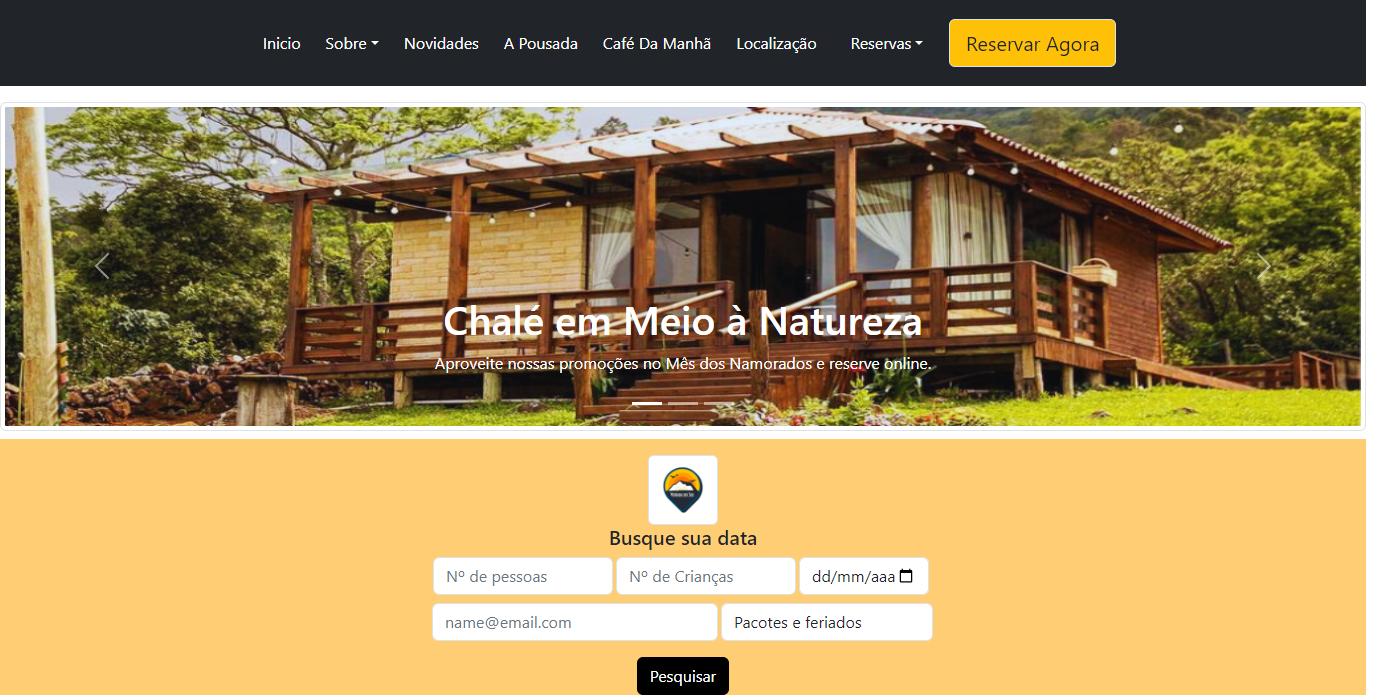 Inicio Sobre Novidades A Pousada Café Da Manhã Localização Reservas Reservar Agora
Chalé em Meio à Natureza
Aproveite nossas promoções no Mês dos Namorados e reserve online.
Busque sua data
Nº de pessoas Nº de Crianças dd/mm/aaa
name@email.com Pacotes e feriados
Pesquisar